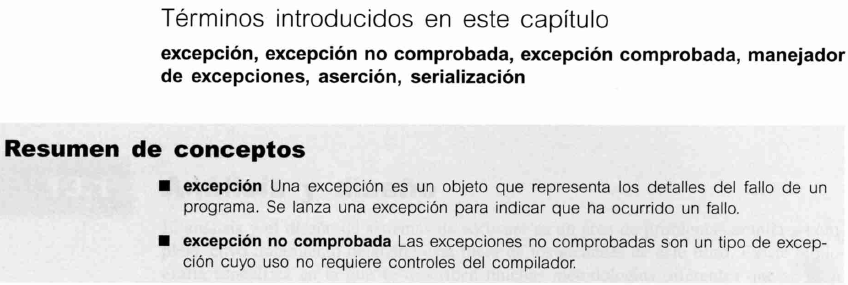 Términos introducidos en este capítulo
excepción, excepción no comprobada, excepción comprobada, manejador
de excepciones, aserción, serialización
Resumen de conceptos
■ excepción Una excepción es un objeto que representa los detalles del fallo de un
programa. Se lanza una excepción para indicar que ha ocurrido un fallo.
■ excepción no comprobada Las excepciones no comprobadas son un tipo de excep-
ción cuyo uso no requiere controles del compilador.